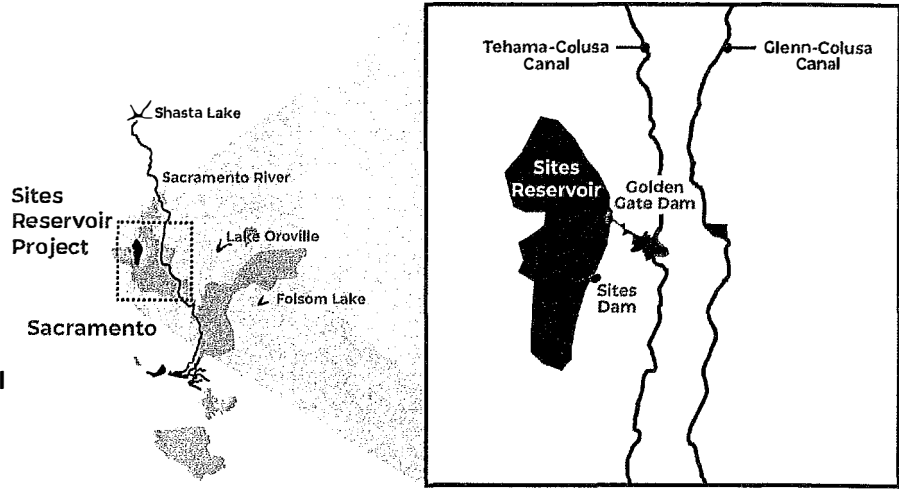 Shasta Lake
Sacramento River
Sites
Reservoir
Project
Lake Oroville
Folsom Lake
Sacramento
Tehama-Colusa
Canal
Glenn-Colusa
Canal
Sites
Reservoir
Golden
Gate Dam
Sites
Dam